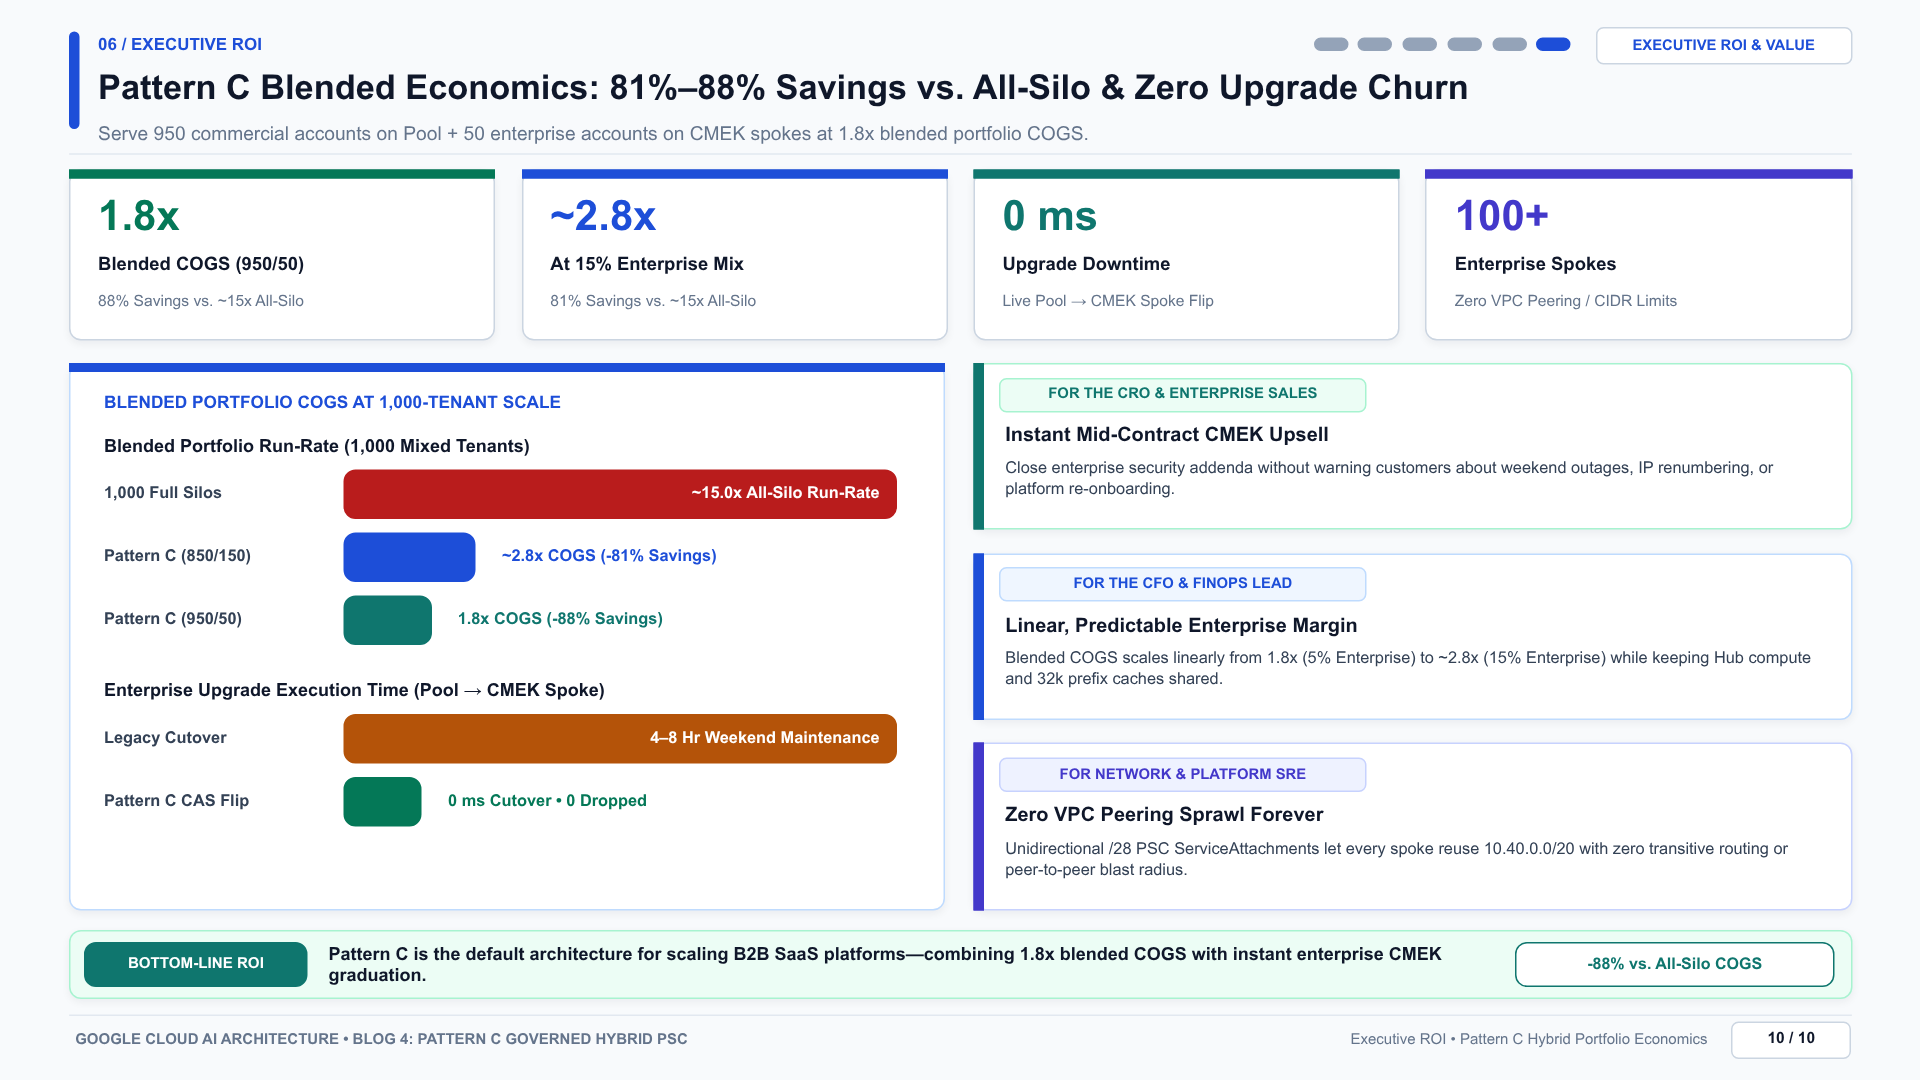 06 / EXECUTIVE ROI
EXECUTIVE ROI & VALUE
Pattern C Blended Economics: 81%–88% Savings vs. All-Silo & Zero Upgrade Churn
Serve 950 commercial accounts on Pool + 50 enterprise accounts on CMEK spokes at 1.8x blended portfolio COGS.
1.8x
Blended COGS (950/50)
88% Savings vs. ~15x All-Silo
~2.8x
At 15% Enterprise Mix
81% Savings vs. ~15x All-Silo
0 ms
Upgrade Downtime
Live Pool → CMEK Spoke Flip
100+
Enterprise Spokes
Zero VPC Peering / CIDR Limits
BLENDED PORTFOLIO COGS AT 1,000-TENANT SCALE
Blended Portfolio Run-Rate (1,000 Mixed Tenants)
1,000 Full Silos
~15.0x All-Silo Run-Rate
Pattern C (850/150)
~2.8x COGS (-81% Savings)
Pattern C (950/50)
1.8x COGS (-88% Savings)
Enterprise Upgrade Execution Time (Pool → CMEK Spoke)
Legacy Cutover
4–8 Hr Weekend Maintenance
Pattern C CAS Flip
0 ms Cutover • 0 Dropped
FOR THE CRO & ENTERPRISE SALES
Instant Mid-Contract CMEK Upsell
Close enterprise security addenda without warning customers about weekend outages, IP renumbering, or
platform re-onboarding.
FOR THE CFO & FINOPS LEAD
Linear, Predictable Enterprise Margin
Blended COGS scales linearly from 1.8x (5% Enterprise) to ~2.8x (15% Enterprise) while keeping Hub compute
and 32k prefix caches shared.
FOR NETWORK & PLATFORM SRE
Zero VPC Peering Sprawl Forever
Unidirectional /28 PSC ServiceAttachments let every spoke reuse 10.40.0.0/20 with zero transitive routing or
peer-to-peer blast radius.
BOTTOM-LINE ROI
Pattern C is the default architecture for scaling B2B SaaS platforms—combining 1.8x blended COGS with instant enterprise CMEK
graduation.
-88% vs. All-Silo COGS
GOOGLE CLOUD AI ARCHITECTURE • BLOG 4: PATTERN C GOVERNED HYBRID PSC
Executive ROI • Pattern C Hybrid Portfolio Economics
10 / 10